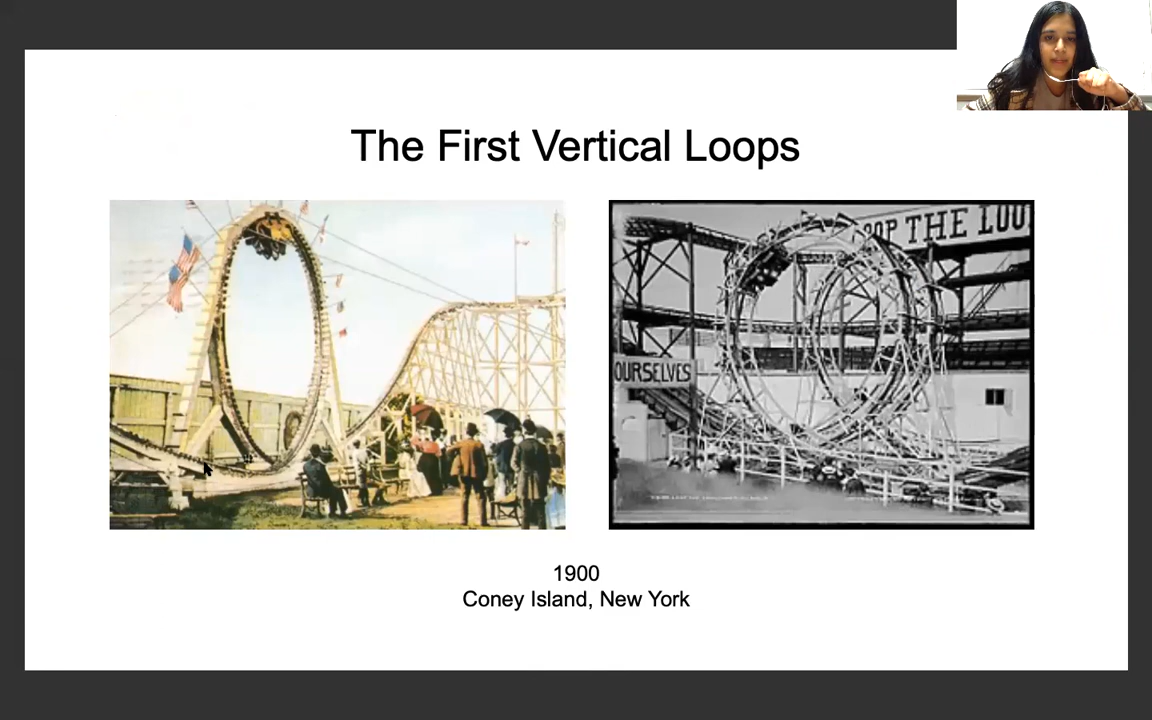 The First Vertical Loops
OOP THE LOO
OURSELVES
1900
Coney Island, New York